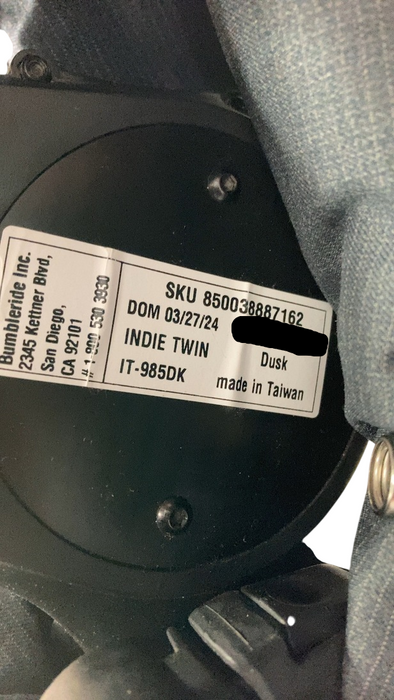 Bumbleride Inc.
2345 Kettner Blvd,
San Diego,
CA 92101
# 1 800 530 3930
SKU 850038887162
DOM 03/27/24
INDIE TWIN Dusk
IT-985DK made in Taiwan